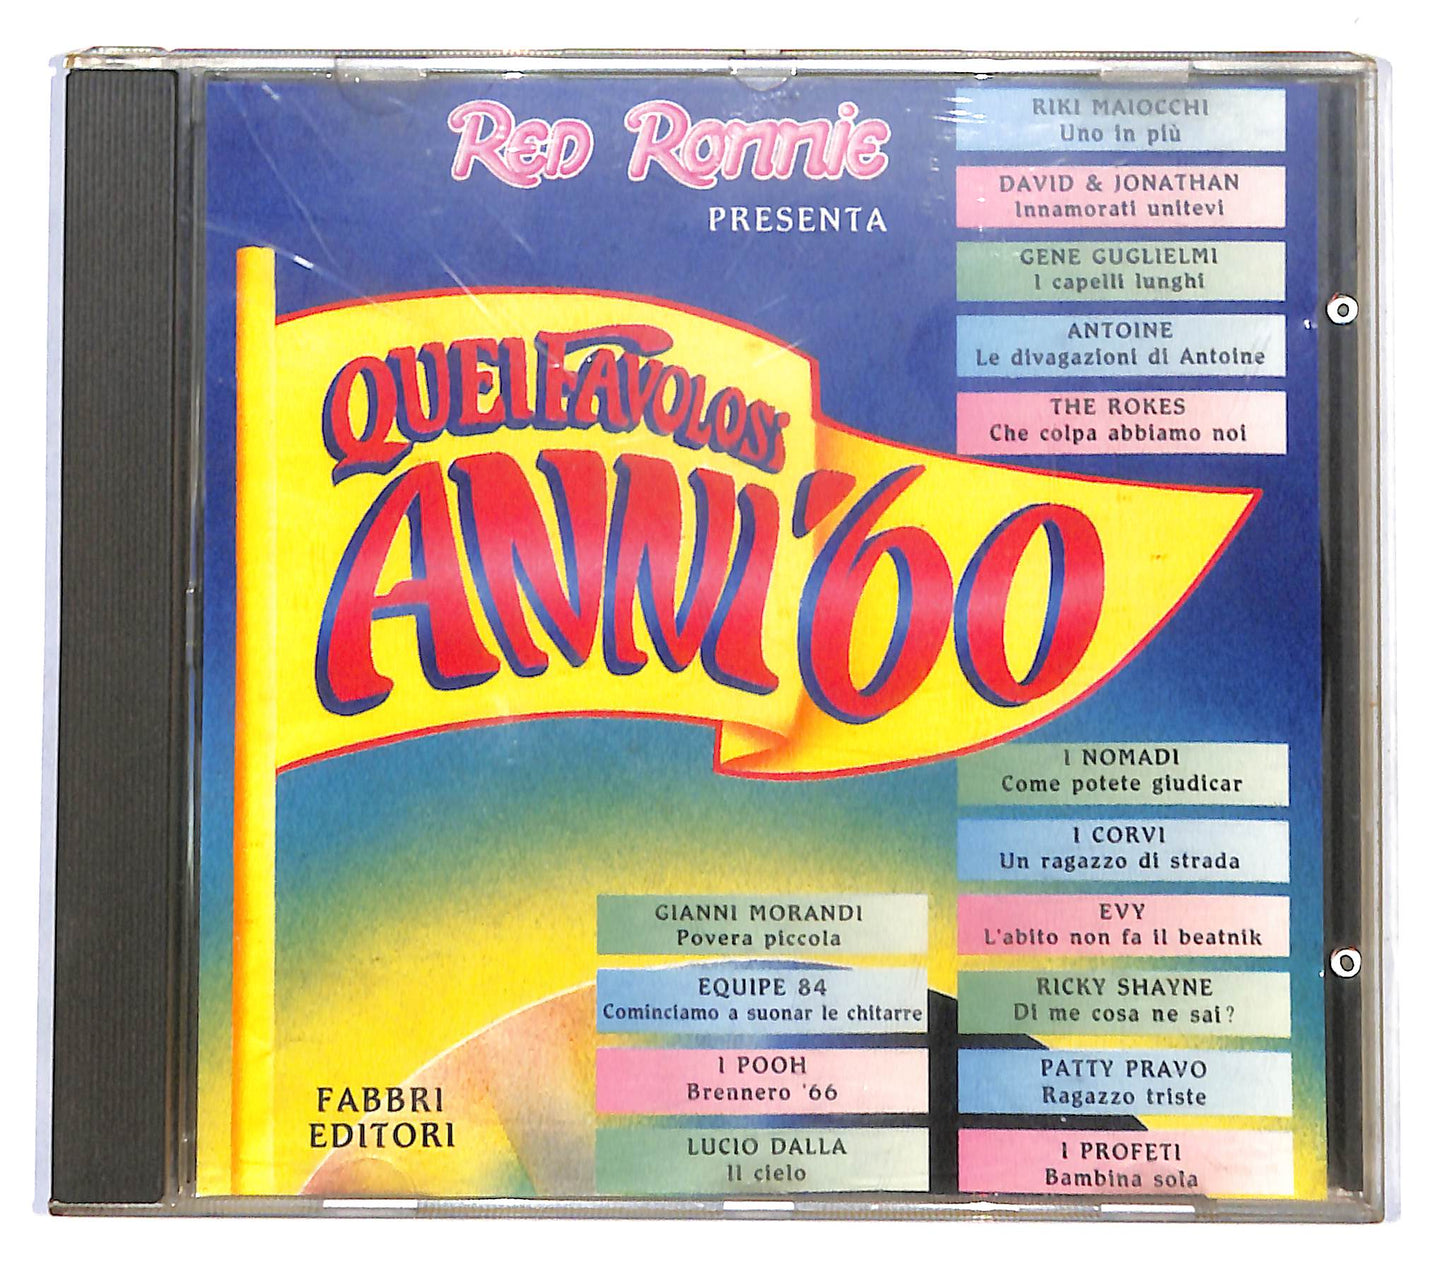 RED RONNIE
PRESENTA
QUEI FAVOLOSI
ANNI '60
RIKI MAIOCCHI
Uno in più
DAVID & JONATHAN
Innamorati unitevi
GENE GUGLIELMI
I capelli lunghi
ANTOINE
Le divagazioni di Antoine
THE ROKES
Che colpa abbiamo noi
I NOMADI
Come potete giudicar
I CORVI
Un ragazzo di strada
EVY
L'abito non fa il beatnik
RICKY SHAYNE
Di me cosa ne sai?
PATTY PRAVO
Ragazzo triste
I PROFETI
Bambina sola
GIANNI MORANDI
Povera piccola
EQUIPE 84
Cominciamo a suonar le chitarre
I POOH
Brennero '66
LUCIO DALLA
Il cielo
FABBRI
EDITORI